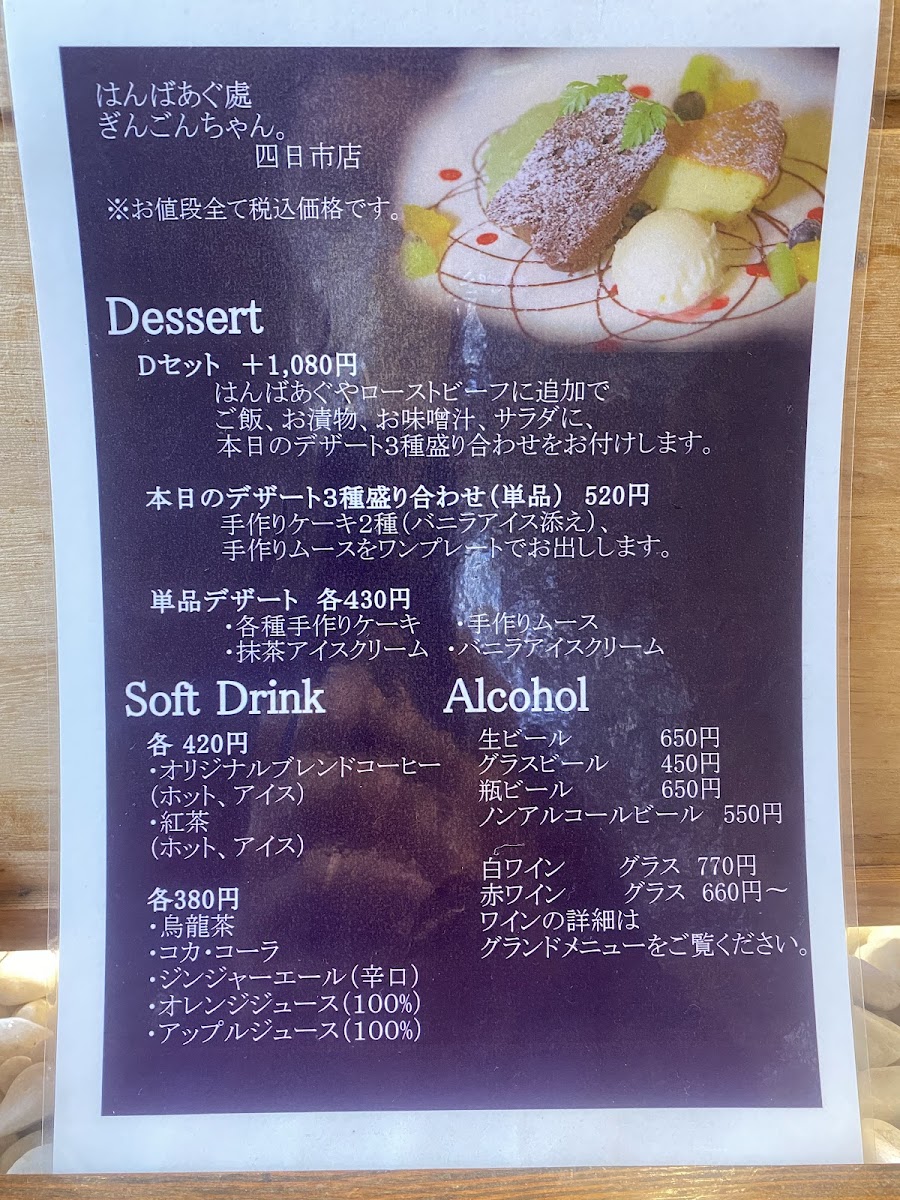 はんばあぐ處
ぎんごんちゃん。
四日市店
※お値段全て税込価格です。
Dessert
Dセット ＋1,080円
はんばあぐやローストビーフに追加で
ご飯、お漬物、お味噌汁、サラダに、
本日のデザート3種盛り合わせをお付けします。
本日のデザート3種盛り合わせ（単品） 520円
手作りケーキ2種（バニラアイス添え）、
手作りムースをワンプレートでお出しします。
単品デザート 各430円
・各種手作りケーキ ・手作りムース
・抹茶アイスクリーム ・バニラアイスクリーム
Soft Drink
各 420円
・オリジナルブレンドコーヒー
（ホット、アイス）
・紅茶
（ホット、アイス）
各380円
・烏龍茶
・コカ・コーラ
・ジンジャーエール（辛口）
・オレンジジュース（100%）
・アップルジュース（100%）
Alcohol
生ビール 650円
グラスビール 450円
瓶ビール 650円
ノンアルコールビール 550円
白ワイン グラス 770円
赤ワイン グラス 660円～
ワインの詳細は
グランドメニューをご覧ください。